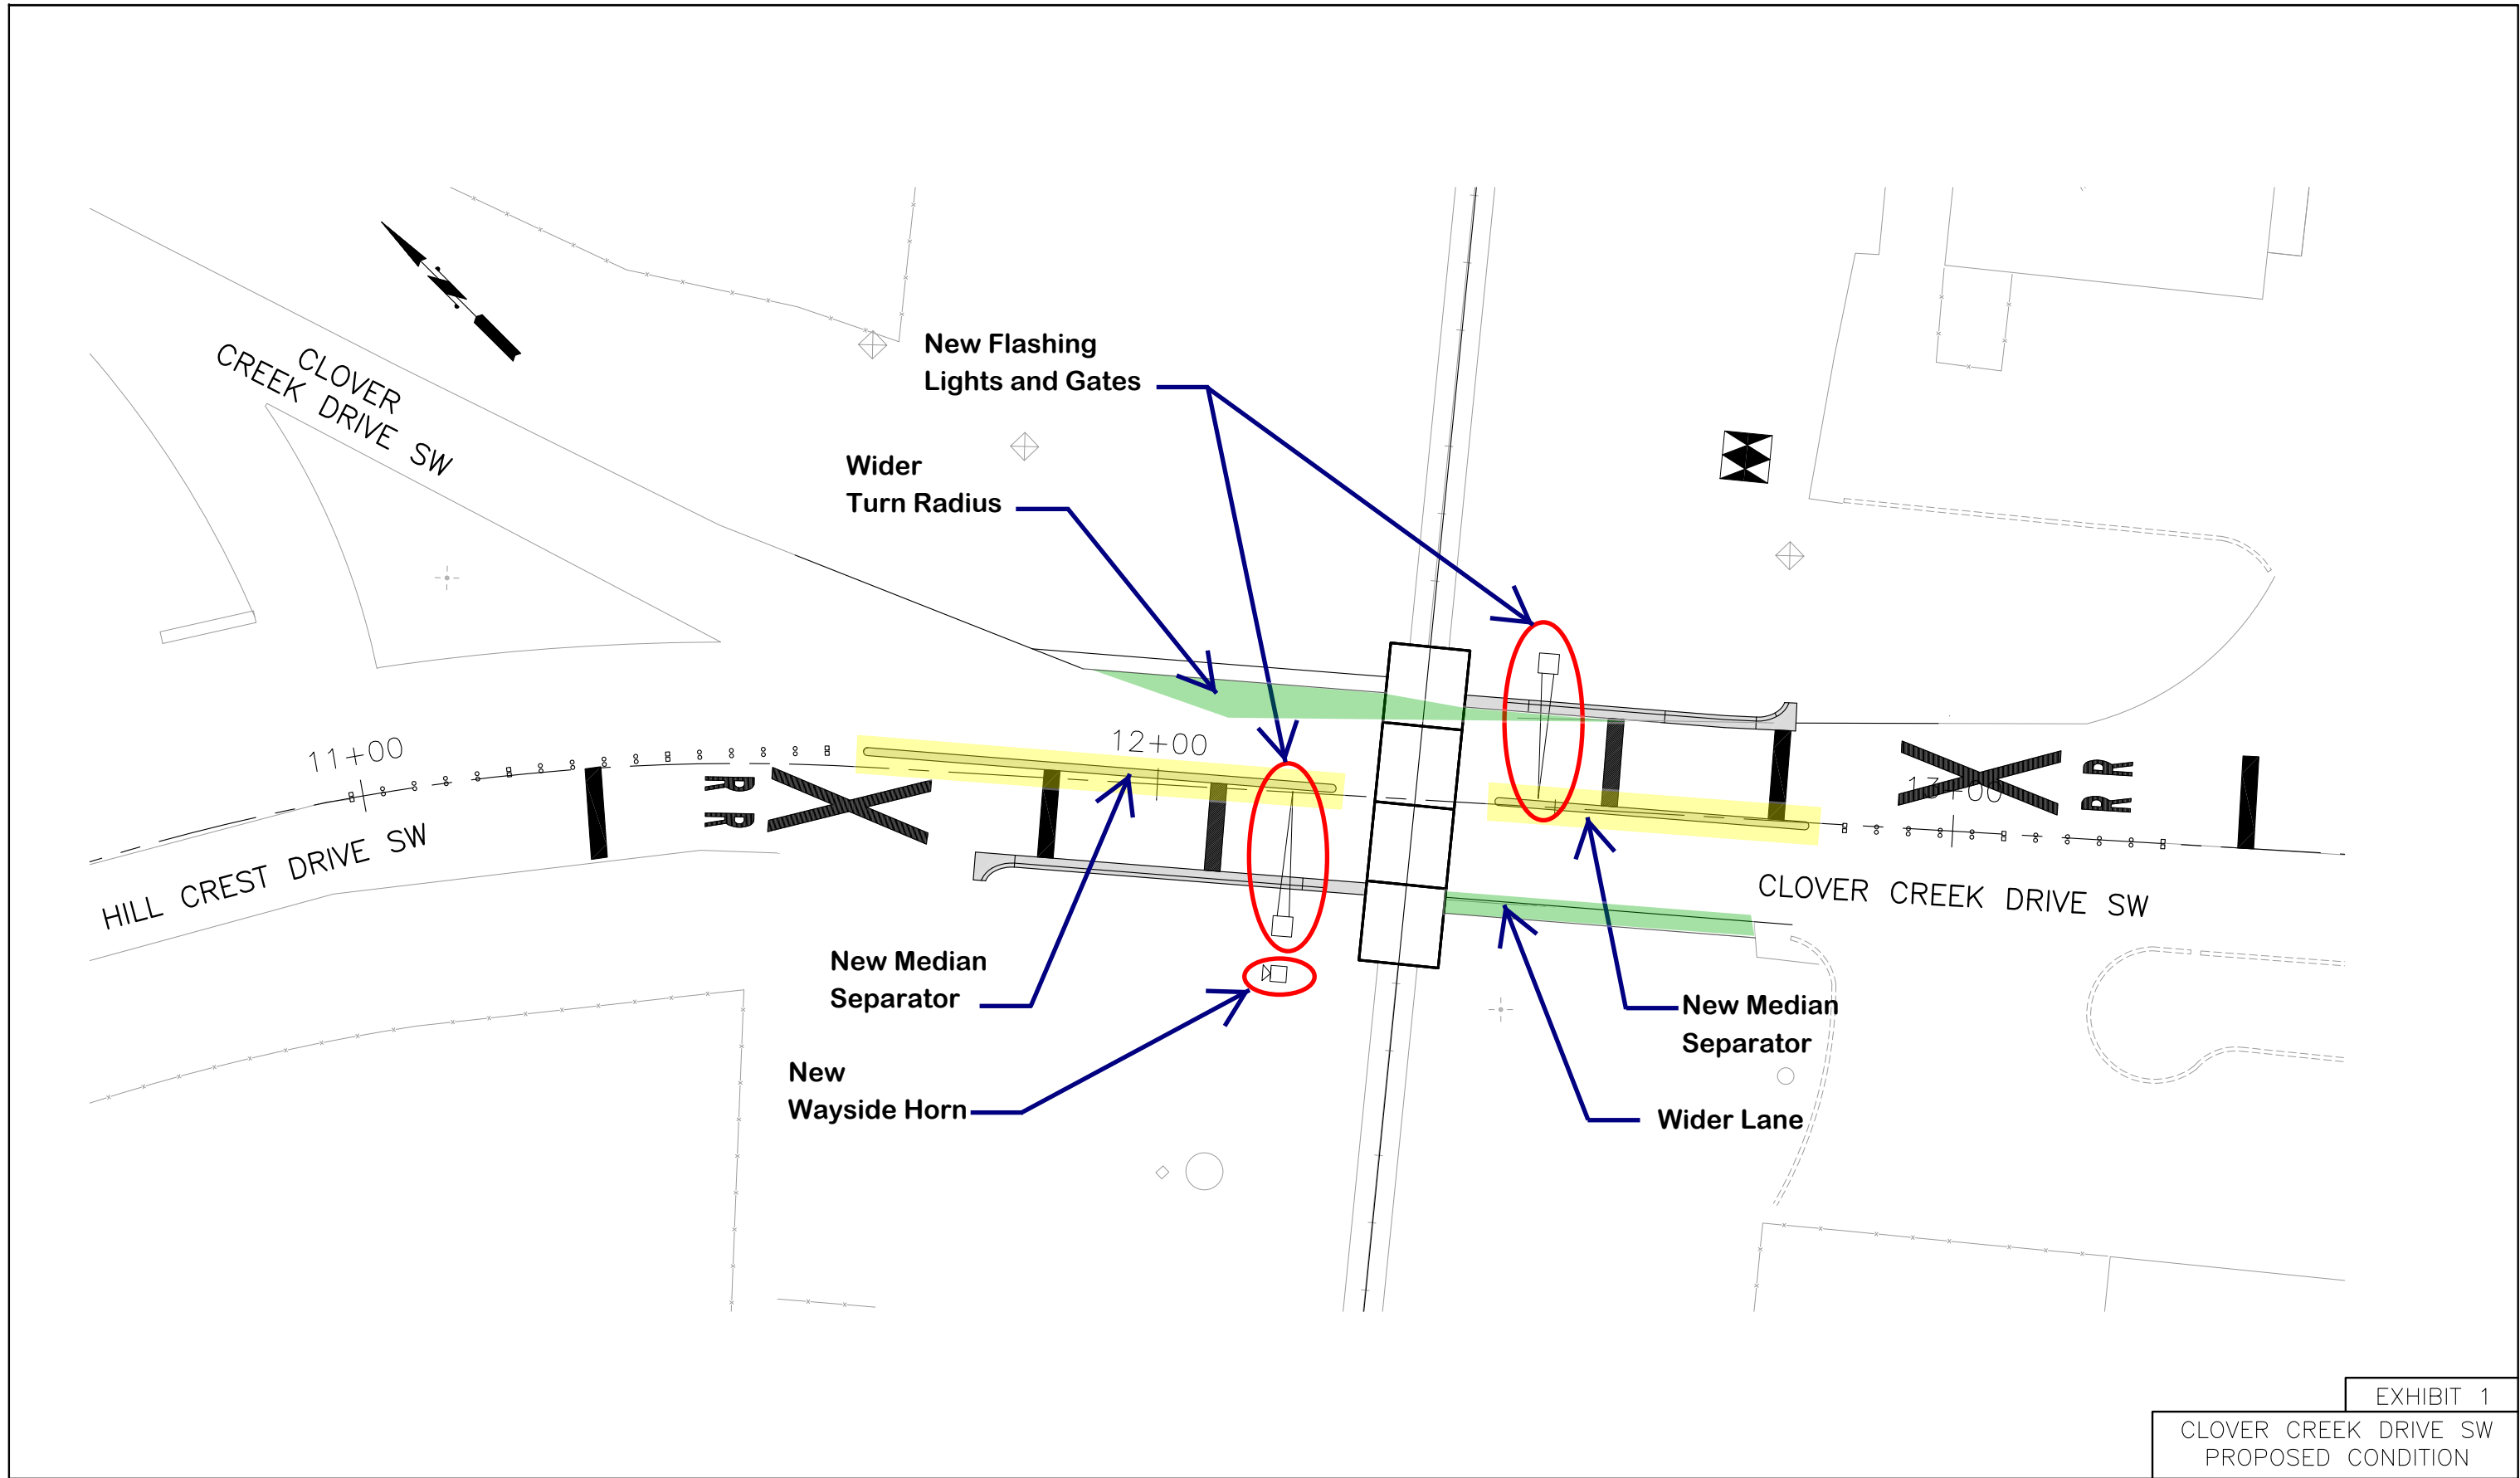 CLOVER
CREEK DRIVE SW
N
New Flashing
Lights and Gates
Wider
Turn Radius
11+00
12+00
13+00
RR
RR
HILL CREST DRIVE SW
CLOVER CREEK DRIVE SW
New Median
Separator
New Median
Separator
New
Wayside Horn
Wider Lane
EXHIBIT 1
CLOVER CREEK DRIVE SW
PROPOSED CONDITION